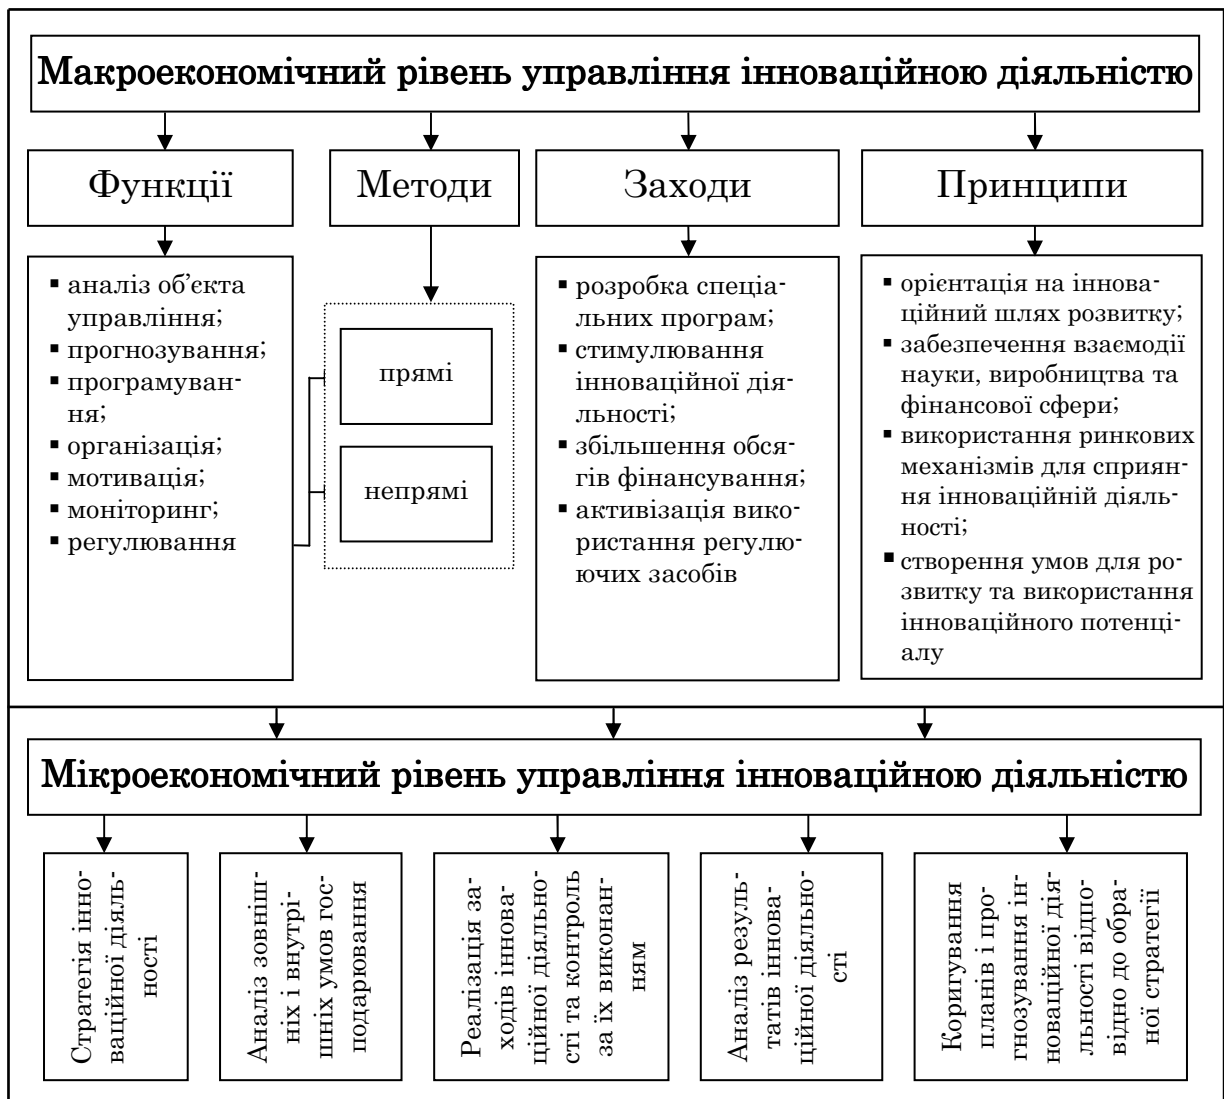 Макроекономічний рівень управління інноваційною діяльністю
Функції
Методи
Заходи
Принципи
▪ аналіз об’єкта
управління;
▪ прогнозування;
▪ програмуван-
ня;
▪ організація;
▪ мотивація;
▪ моніторинг;
▪ регулювання
прямі
непрямі
▪ розробка спеціа-
льних програм;
▪ стимулювання
інноваційної дія-
льності;
▪ збільшення обся-
гів фінансування;
▪ активізація вико-
ристання регулю-
ючих засобів
▪ орієнтація на іннова-
ційний шлях розвитку;
▪ забезпечення взаємодії
науки, виробництва та
фінансової сфери;
▪ використання ринкових
механізмів для сприян-
ня інноваційній діяль-
ності;
▪ створення умов для ро-
звитку та використання
інноваційного потенці-
алу
Мікроекономічний рівень управління інноваційною діяльністю
Стратегія інно-
ваційної діяль-
ності
Аналіз зовніш-
ніх і внутрі-
шніх умов гос-
подарювання
Реалізація за-
ходів іннова-
ційної діяльно-
сті та контроль
за їх виконан-
ням
Аналіз резуль-
татів іннова-
ційної діяльно-
сті
Коригування
планів і про-
гнозування ін-
новаційної дія-
льності відпо-
відно до обра-
ної стратегії